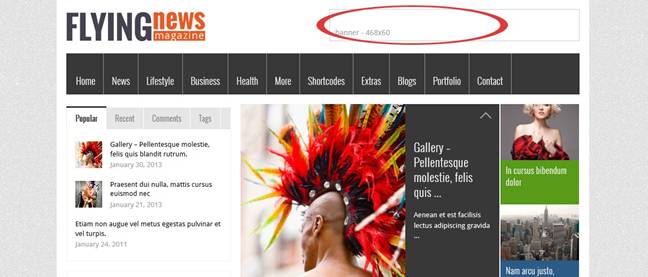 FLYING news
magazine
banner - 468x60
Home News Lifestyle Business Health More Shortcodes Extras Blogs Portfolio Contact
Popular Recent Comments Tags
Gallery – Pellentesque molestie,
felis quis blandit rutrum.
January 30, 2013
Praesent dui nulla, mattis cursus
euismod nec
January 21, 2013
Etiam non augue vel metus egestas pulvinar et
vel turpis.
January 24, 2011
Gallery –
Pellentesque
molestie, felis
quis ...
Aenean et est facilisis
lectus adipiscing gravida
...
In cursus bibendum
dolor
Nam arcu justo,